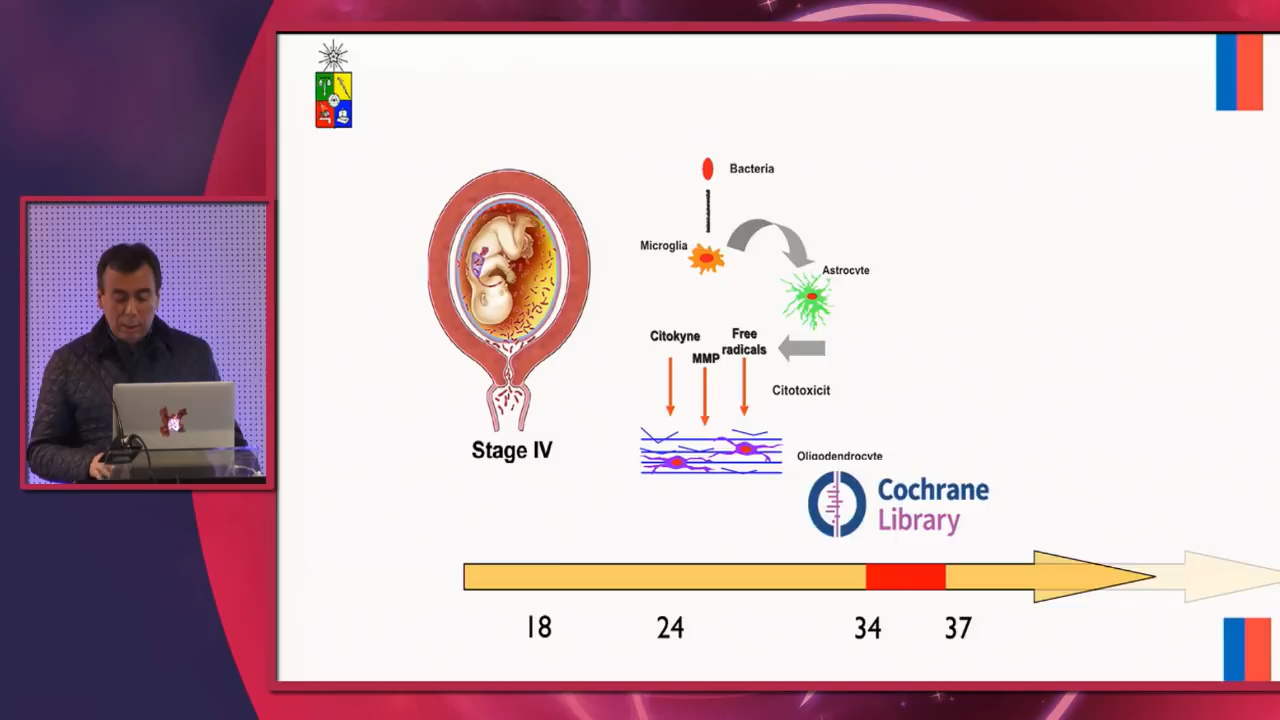 Bacteria
Microglia
Astrocyte
Citokyne
MMP
Free
radicals
Citotoxicit
Stage IV
Oligodendrocyte
Cochrane
Library
18
24
34
37